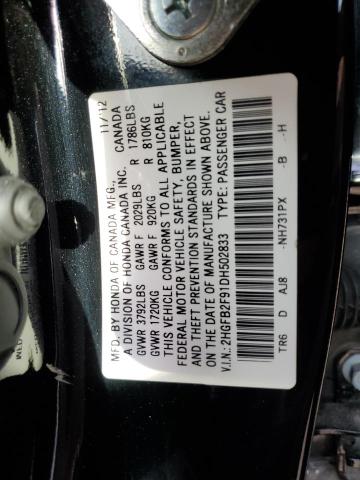 MFD. BY HONDA OF CANADA MFG. 11/12
A DIVISION OF HONDA CANADA INC. CANADA
GVWR 3792LBS GAWR F 2029LBS R 1786LBS
GVWR 1720KG GAWR F 920KG R 810KG
THIS VEHICLE CONFORMS TO ALL APPLICABLE
FEDERAL MOTOR VEHICLE SAFETY, BUMPER,
AND THEFT PREVENTION STANDARDS IN EFFECT
ON THE DATE OF MANUFACTURE SHOWN ABOVE.
V.I.N.: 2HGFB2F91DH502833 TYPE: PASSENGER CAR
TR6 D AJ8 -NH731PX -B -H